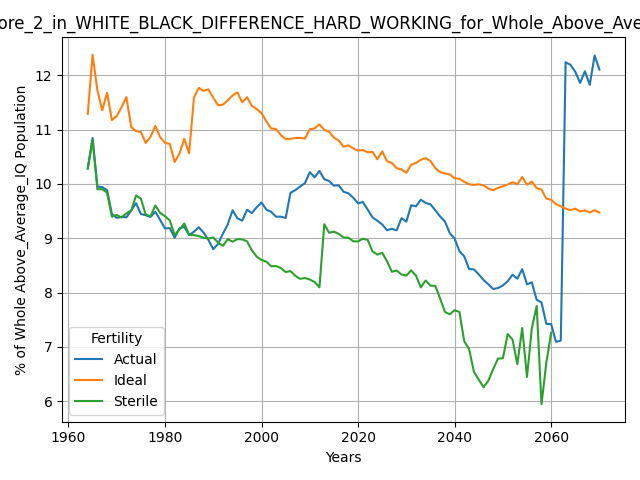 ore_2_in_WHITE_BLACK_DIFFERENCE_HARD_WORKING_for_Whole_Above_Ave
% of Whole Above_Average_IQ Population
12
11
10
9
8
7
6
Fertility
Actual
Ideal
Sterile
1960 1980 2000 2020 2040 2060
Years